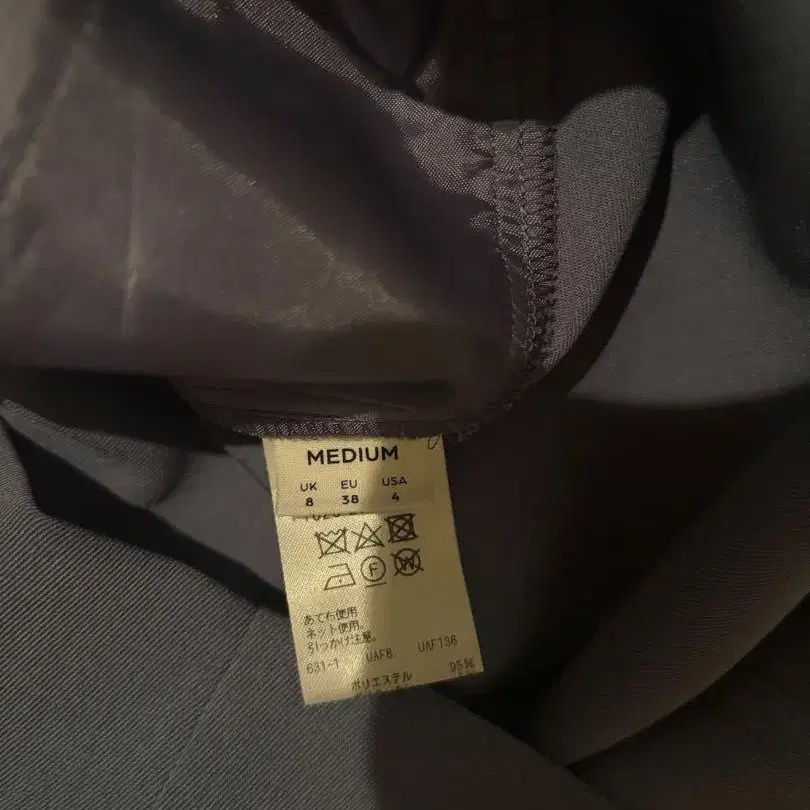 MEDIUM
UK EU USA
8 38 4
F
W
あて布使用
ネット使用。
引っかけ注意。
631-1 UAF8 UAF136
ポリエステル 95%